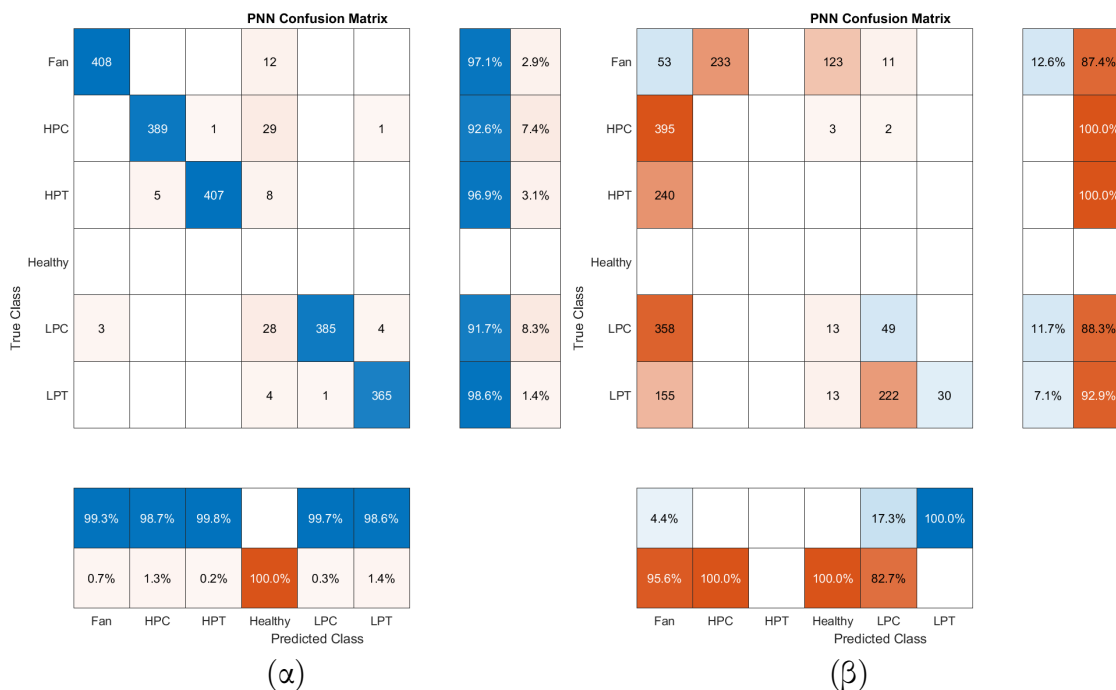 PNN Confusion Matrix
Fan 408 12 97.1% 2.9%
HPC 389 1 29 1 92.6% 7.4%
HPT 5 407 8 96.9% 3.1%
Healthy
LPC 3 28 385 4 91.7% 8.3%
LPT 4 1 365 98.6% 1.4%
True Class
99.3% 98.7% 99.8% 99.7% 98.6%
0.7% 1.3% 0.2% 100.0% 0.3% 1.4%
Fan HPC HPT Healthy LPC LPT
Predicted Class
(α)
PNN Confusion Matrix
Fan 53 233 123 11 12.6% 87.4%
HPC 395 3 2 100.0%
HPT 240 100.0%
Healthy
LPC 358 13 49 11.7% 88.3%
LPT 155 13 222 30 7.1% 92.9%
True Class
4.4% 17.3% 100.0%
95.6% 100.0% 100.0% 82.7%
Fan HPC HPT Healthy LPC LPT
Predicted Class
(β)